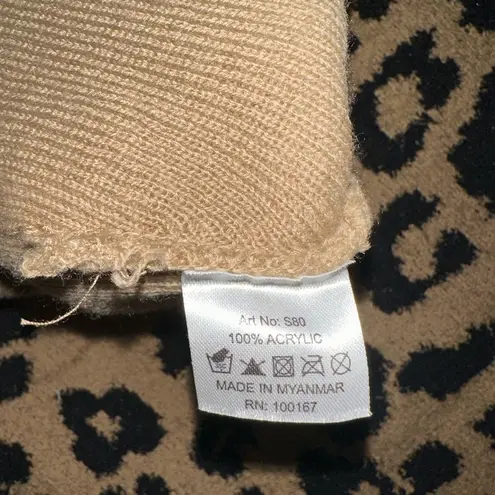 Art No: S80
100% ACRYLIC
MADE IN MYANMAR
RN: 100167